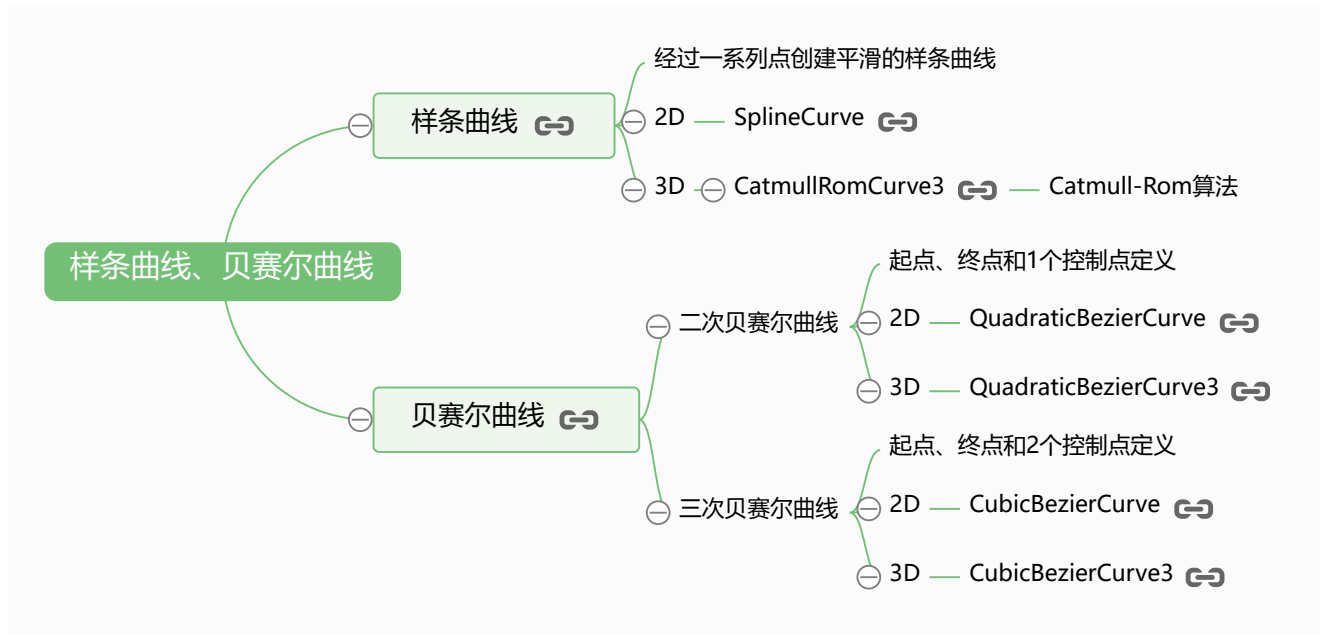 样条曲线、贝赛尔曲线
样条曲线
经过一系列点创建平滑的样条曲线
2D
SplineCurve
3D
CatmullRomCurve3
Catmull-Rom算法
贝赛尔曲线
二次贝赛尔曲线
起点、终点和1个控制点定义
2D
QuadraticBezierCurve
3D
QuadraticBezierCurve3
三次贝赛尔曲线
起点、终点和2个控制点定义
2D
CubicBezierCurve
3D
CubicBezierCurve3